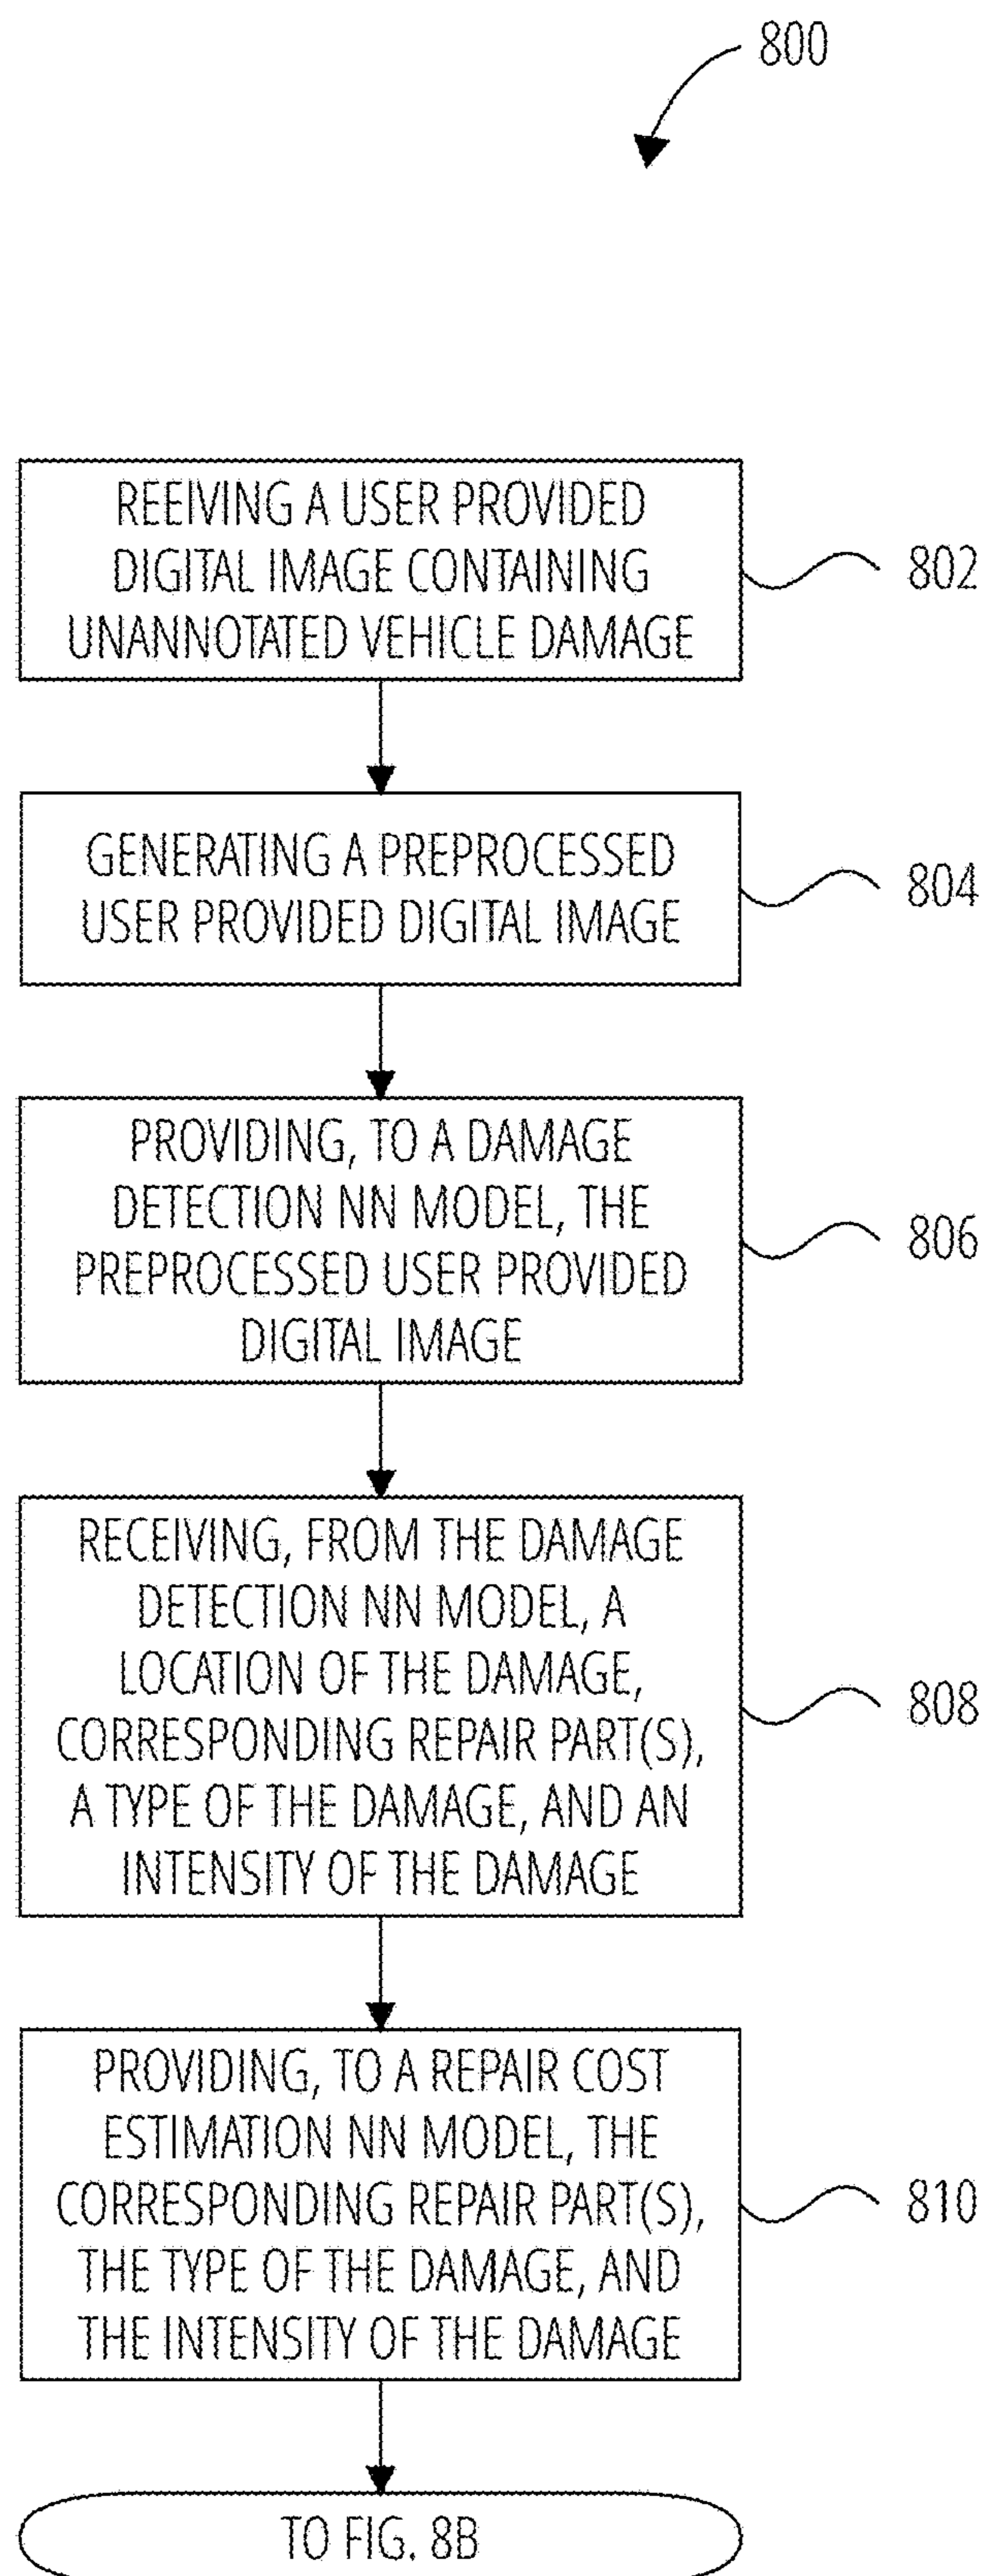 800
REEIVING A USER PROVIDED
DIGITAL IMAGE CONTAINING
UNANNOTATED VEHICLE DAMAGE
802
GENERATING A PREPROCESSED
USER PROVIDED DIGITAL IMAGE
804
PROVIDING, TO A DAMAGE
DETECTION NN MODEL, THE
PREPROCESSED USER PROVIDED
DIGITAL IMAGE
806
RECEIVING, FROM THE DAMAGE
DETECTION NN MODEL, A
LOCATION OF THE DAMAGE,
CORRESPONDING REPAIR PART(S),
A TYPE OF THE DAMAGE, AND AN
INTENSITY OF THE DAMAGE
808
PROVIDING, TO A REPAIR COST
ESTIMATION NN MODEL, THE
CORRESPONDING REPAIR PART(S),
THE TYPE OF THE DAMAGE, AND
THE INTENSITY OF THE DAMAGE
810
TO FIG. 8B